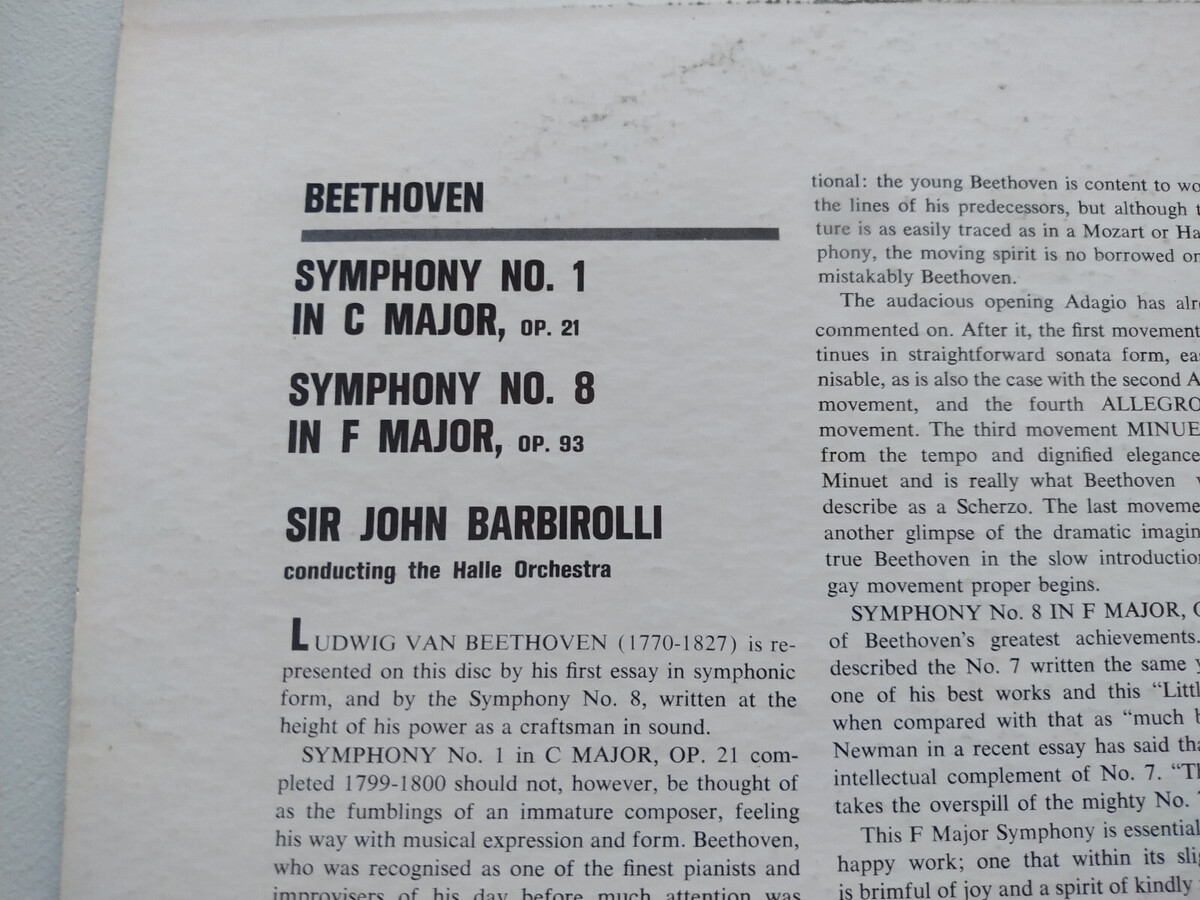 BEETHOVEN
SYMPHONY NO. 1
IN C MAJOR, OP. 21
SYMPHONY NO. 8
IN F MAJOR, OP. 93
SIR JOHN BARBIROLLI
conducting the Halle Orchestra
LUDWIG VAN BEETHOVEN (1770-1827) is re-
presented on this disc by his first essay in symphonic
form, and by the Symphony No. 8, written at the
height of his power as a craftsman in sound.
SYMPHONY No. 1 in C MAJOR, OP. 21 com-
pleted 1799-1800 should not, however, be thought of
as the fumblings of an immature composer, feeling
his way with musical expression and form. Beethoven,
who was recognised as one of the finest pianists and
improvisers of his day before much attention was
tional: the young Beethoven is content to
the lines of his predecessors, but although
ture is as easily traced as in a Mozart or
phony, the moving spirit is no borrowed
mistakably Beethoven.
The audacious opening Adagio has
commented on. After it, the first movement
tinues in straightforward sonata form,
nisable, as is also the case with the second
movement, and the fourth ALLEGRO
movement. The third movement
from the tempo and dignified elegance
Minuet and is really what Beethoven
describe as a Scherzo. The last
another glimpse of the dramatic
true Beethoven in the slow introduction
gay movement proper begins.
SYMPHONY No. 8 IN F MAJOR,
of Beethoven's greatest achievements.
described the No. 7 written the same
one of his best works and this "Little
when compared with that as "much
Newman in a recent essay has said
intellectual complement of No. 7.
takes the overspill of the mighty No.
This F Major Symphony is
happy work; one that within its
is brimful of joy and a spirit of kindly